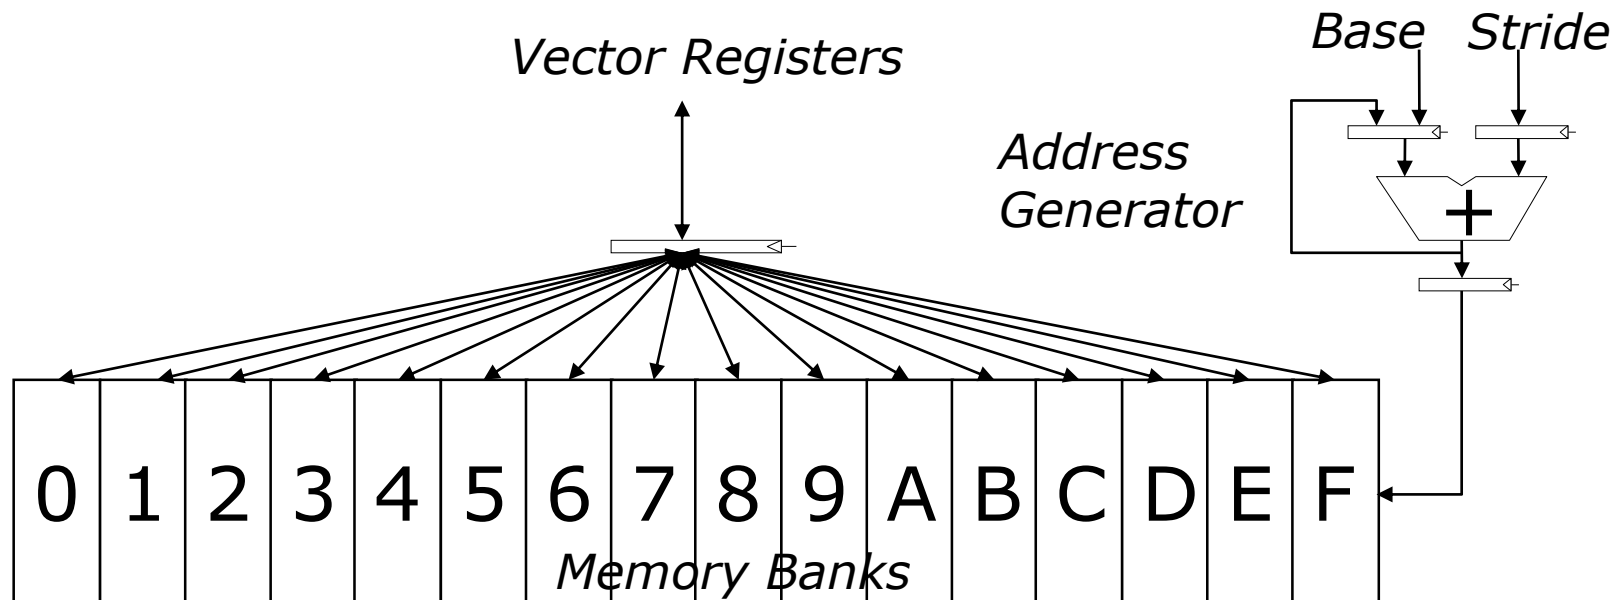 Base Stride
Vector Registers
Address
Generator
+
0 1 2 3 4 5 6 7 8 9 A B C D E F
Memory Banks